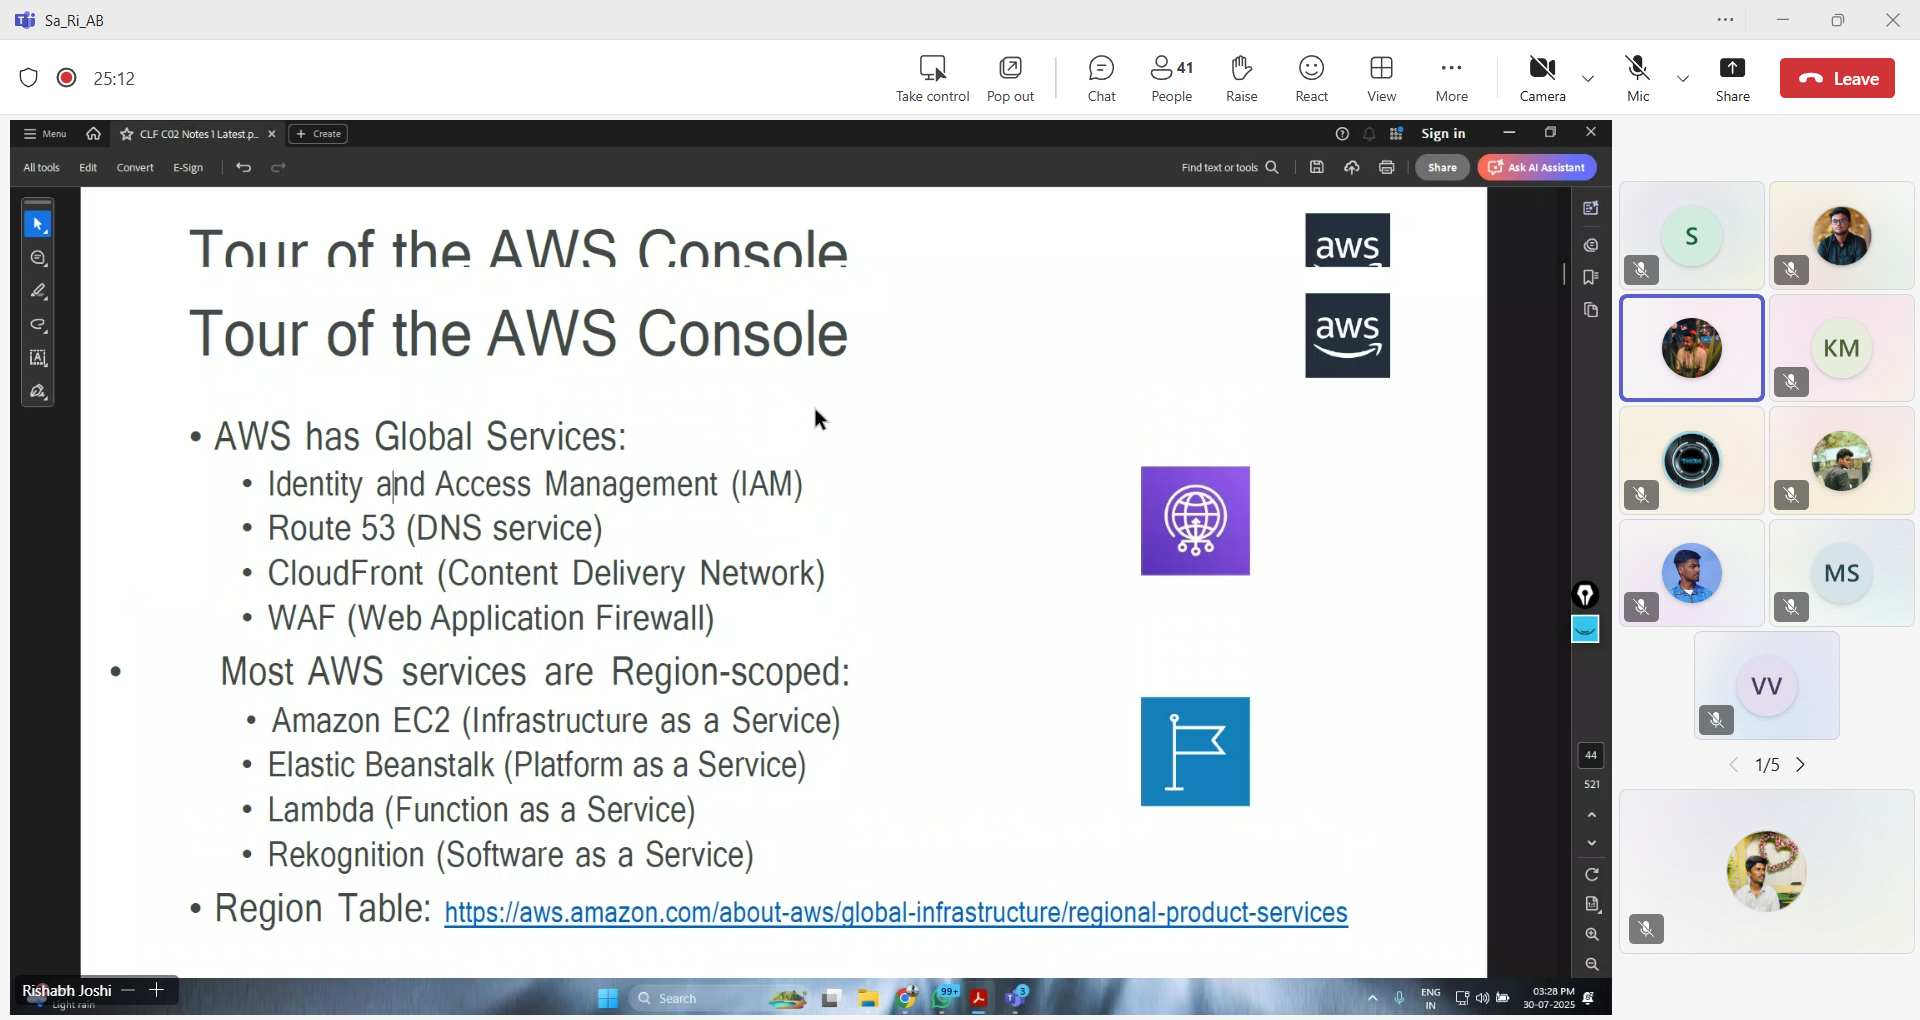 Sa_Ri_AB
25:12
Take control
Pop out
Chat
41
People
Raise
React
View
More
Camera
Mic
Share
Leave
Menu
CLF C02 Notes 1 Latest.p...
Create
Sign in
All tools
Edit
Convert
E-Sign
Find text or tools
Share
Ask AI Assistant
Tour of the AWS Console
aws
Tour of the AWS Console
aws
• AWS has Global Services:
• Identity and Access Management (IAM)
• Route 53 (DNS service)
• CloudFront (Content Delivery Network)
• WAF (Web Application Firewall)
• Most AWS services are Region-scoped:
• Amazon EC2 (Infrastructure as a Service)
• Elastic Beanstalk (Platform as a Service)
• Lambda (Function as a Service)
• Rekognition (Software as a Service)
• Region Table: https://aws.amazon.com/about-aws/global-infrastructure/regional-product-services
44
521
S
KM
MS
VV
1/5
Rishabh Joshi
Light rain
Search
99+
3
ENG
IN
03:28 PM
30-07-2025